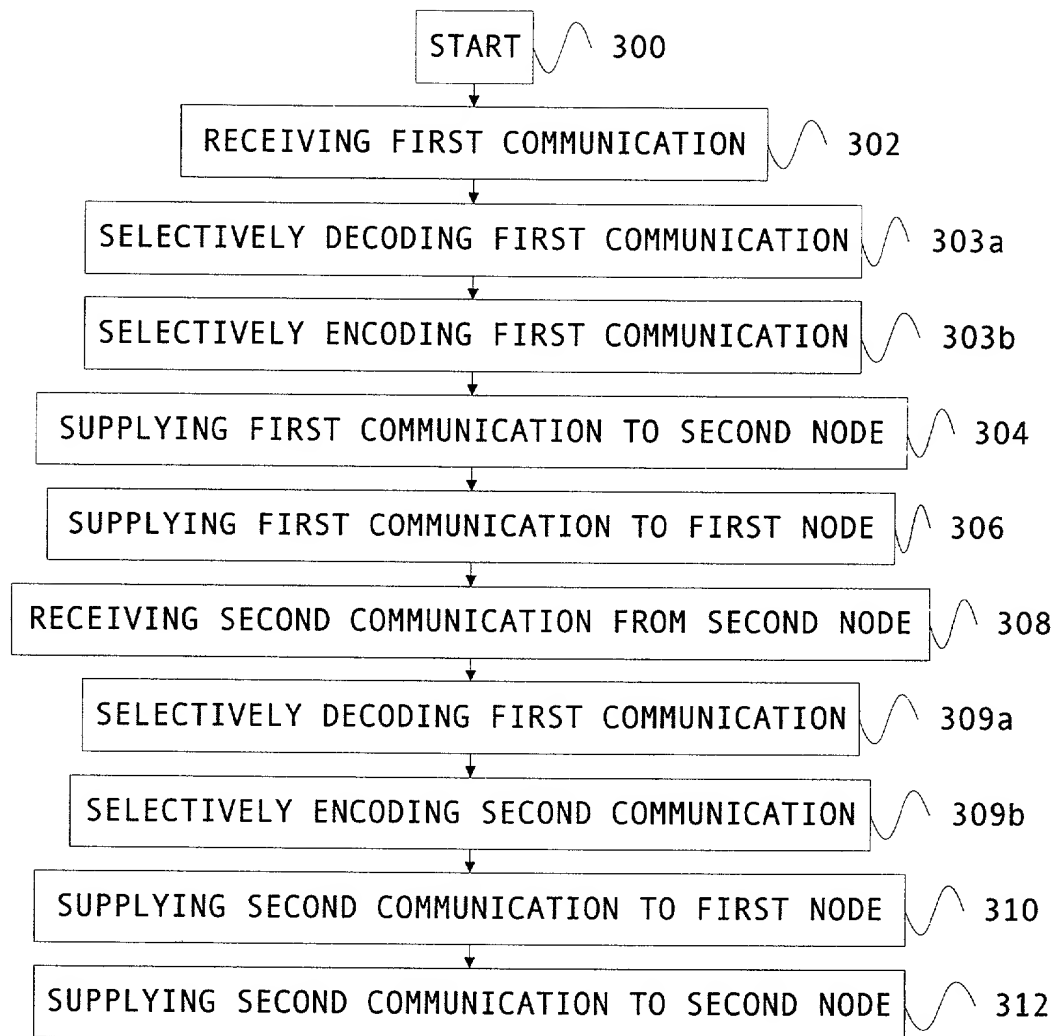 START 300
RECEIVING FIRST COMMUNICATION 302
SELECTIVELY DECODING FIRST COMMUNICATION 303a
SELECTIVELY ENCODING FIRST COMMUNICATION 303b
SUPPLYING FIRST COMMUNICATION TO SECOND NODE 304
SUPPLYING FIRST COMMUNICATION TO FIRST NODE 306
RECEIVING SECOND COMMUNICATION FROM SECOND NODE 308
SELECTIVELY DECODING FIRST COMMUNICATION 309a
SELECTIVELY ENCODING SECOND COMMUNICATION 309b
SUPPLYING SECOND COMMUNICATION TO FIRST NODE 310
SUPPLYING SECOND COMMUNICATION TO SECOND NODE 312